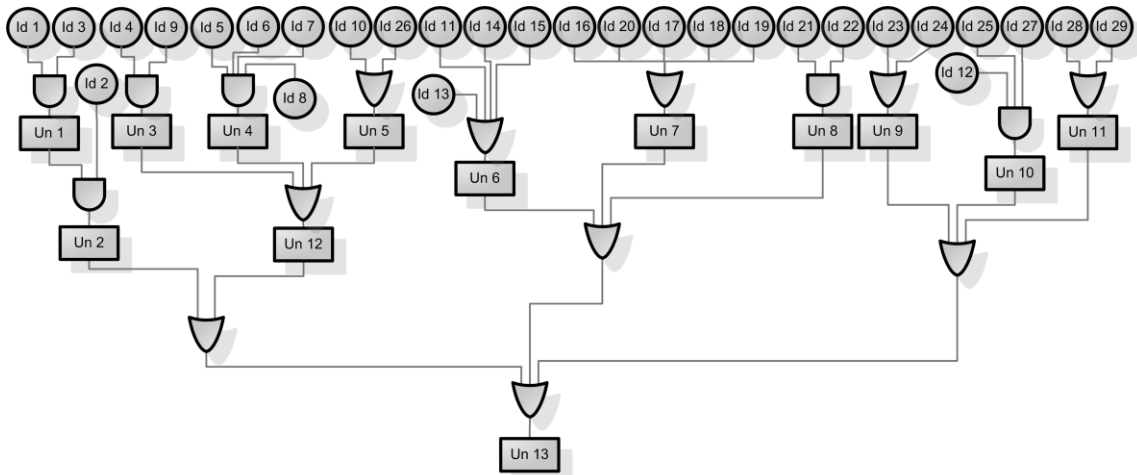 Id 1 Id 3 Id 4 Id 9 Id 5 Id 6 Id 7 Id 10 Id 26 Id 11 Id 14 Id 15 Id 16 Id 20 Id 17 Id 18 Id 19 Id 21 Id 22 Id 23 Id 24 Id 25 Id 27 Id 28 Id 29
Id 2 Id 8 Id 13 Id 12
Un 1 Un 3 Un 4 Un 5 Un 7 Un 8 Un 9 Un 11
Un 6 Un 10
Un 2 Un 12
Un 13